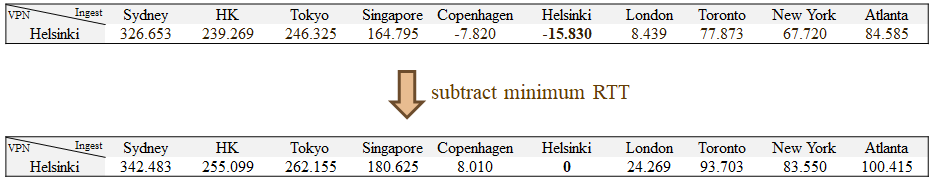 VPN Ingest Sydney HK Tokyo Singapore Copenhagen Helsinki London Toronto New York Atlanta
Helsinki 326.653 239.269 246.325 164.795 -7.820 -15.830 8.439 77.873 67.720 84.585
subtract minimum RTT
VPN Ingest Sydney HK Tokyo Singapore Copenhagen Helsinki London Toronto New York Atlanta
Helsinki 342.483 255.099 262.155 180.625 8.010 0 24.269 93.703 83.550 100.415